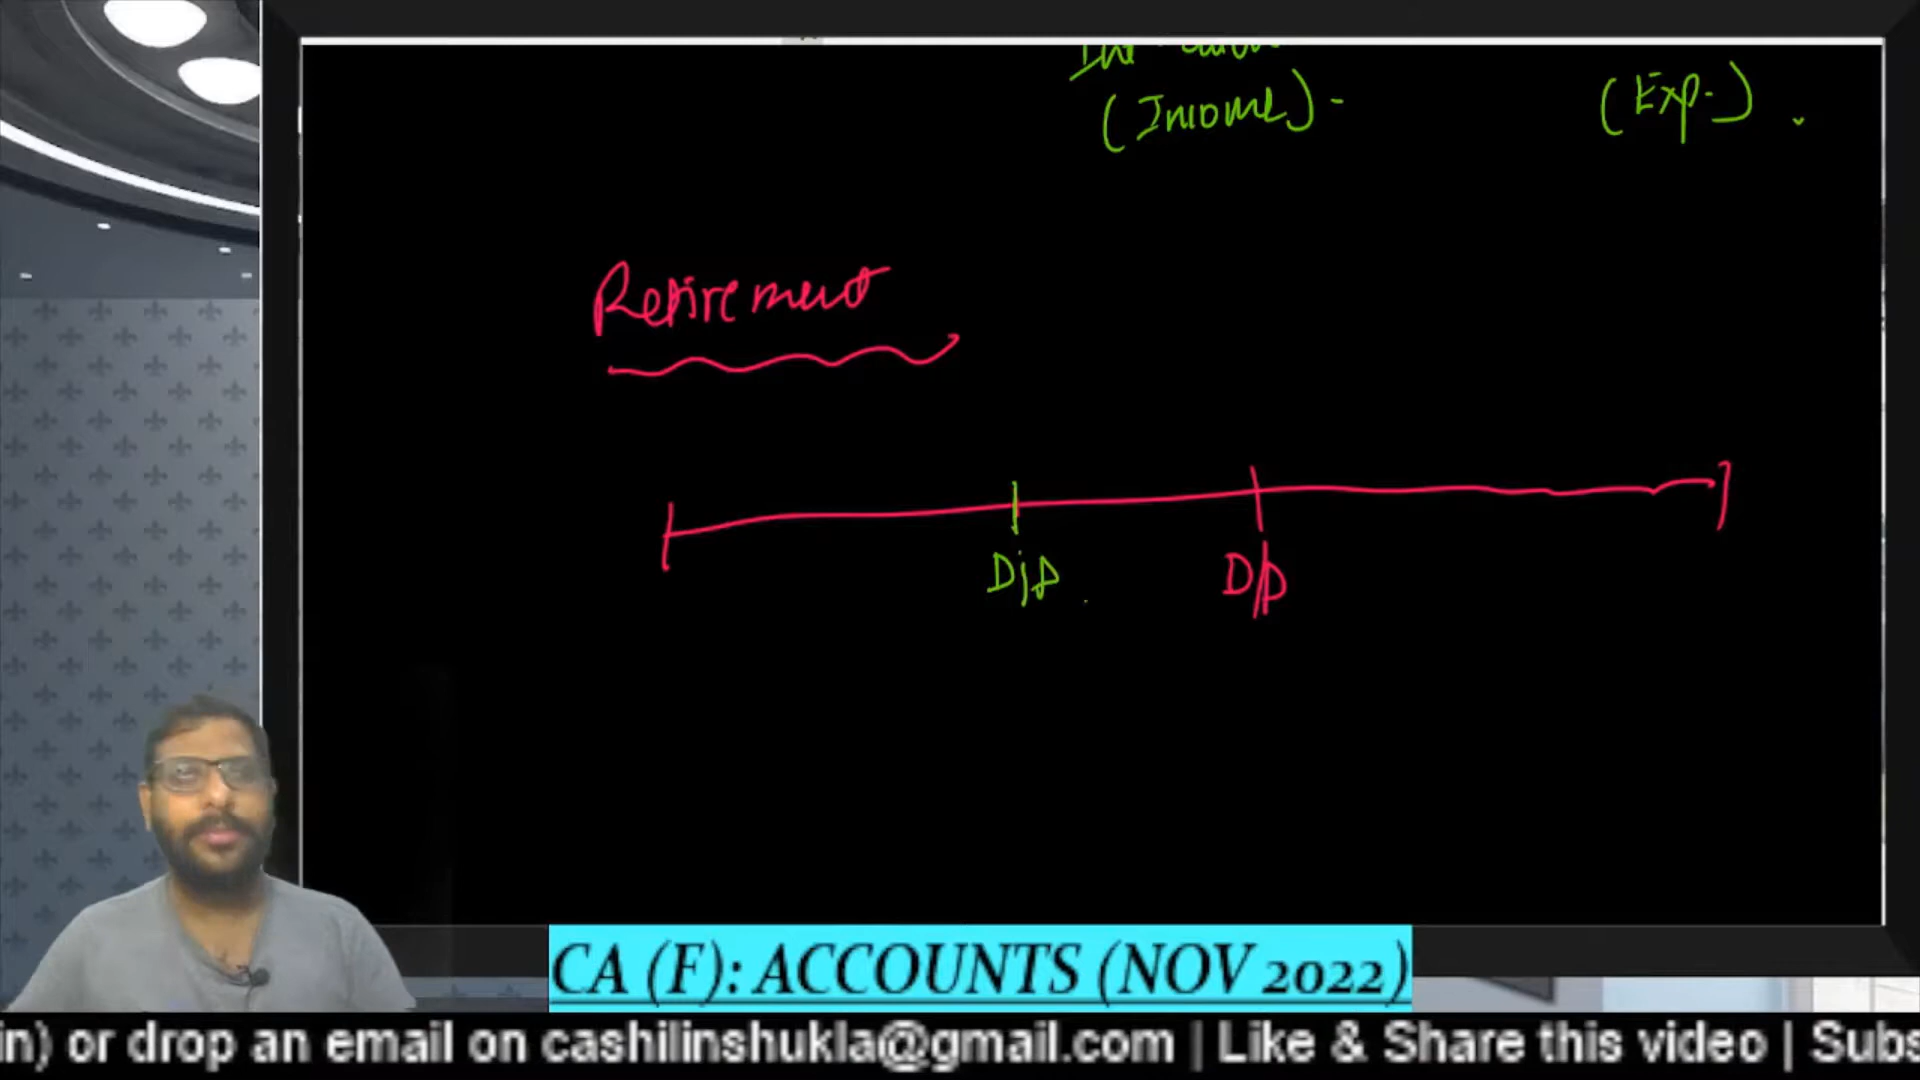 (Income) -
(Exp.) .
Retirement
D/D .
D/D
CA (F): ACCOUNTS (NOV 2022)
in) or drop an email on cashilinshukla@gmail.com | Like & Share this video | Subs